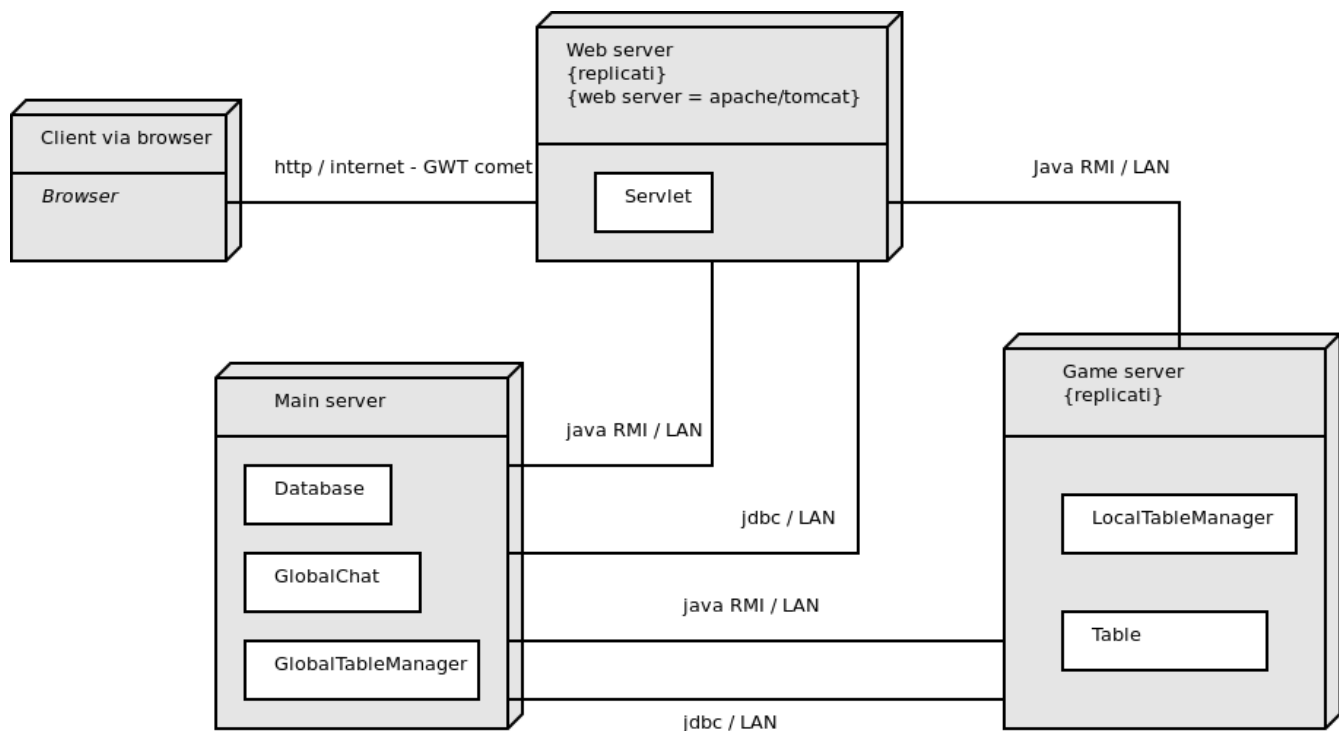 Web server
{replicati}
{web server = apache/tomcat}
Client via browser
Browser
http / internet - GWT comet
Servlet
Java RMI / LAN
Main server
Database
GlobalChat
GlobalTableManager
java RMI / LAN
jdbc / LAN
java RMI / LAN
jdbc / LAN
Game server
{replicati}
LocalTableManager
Table